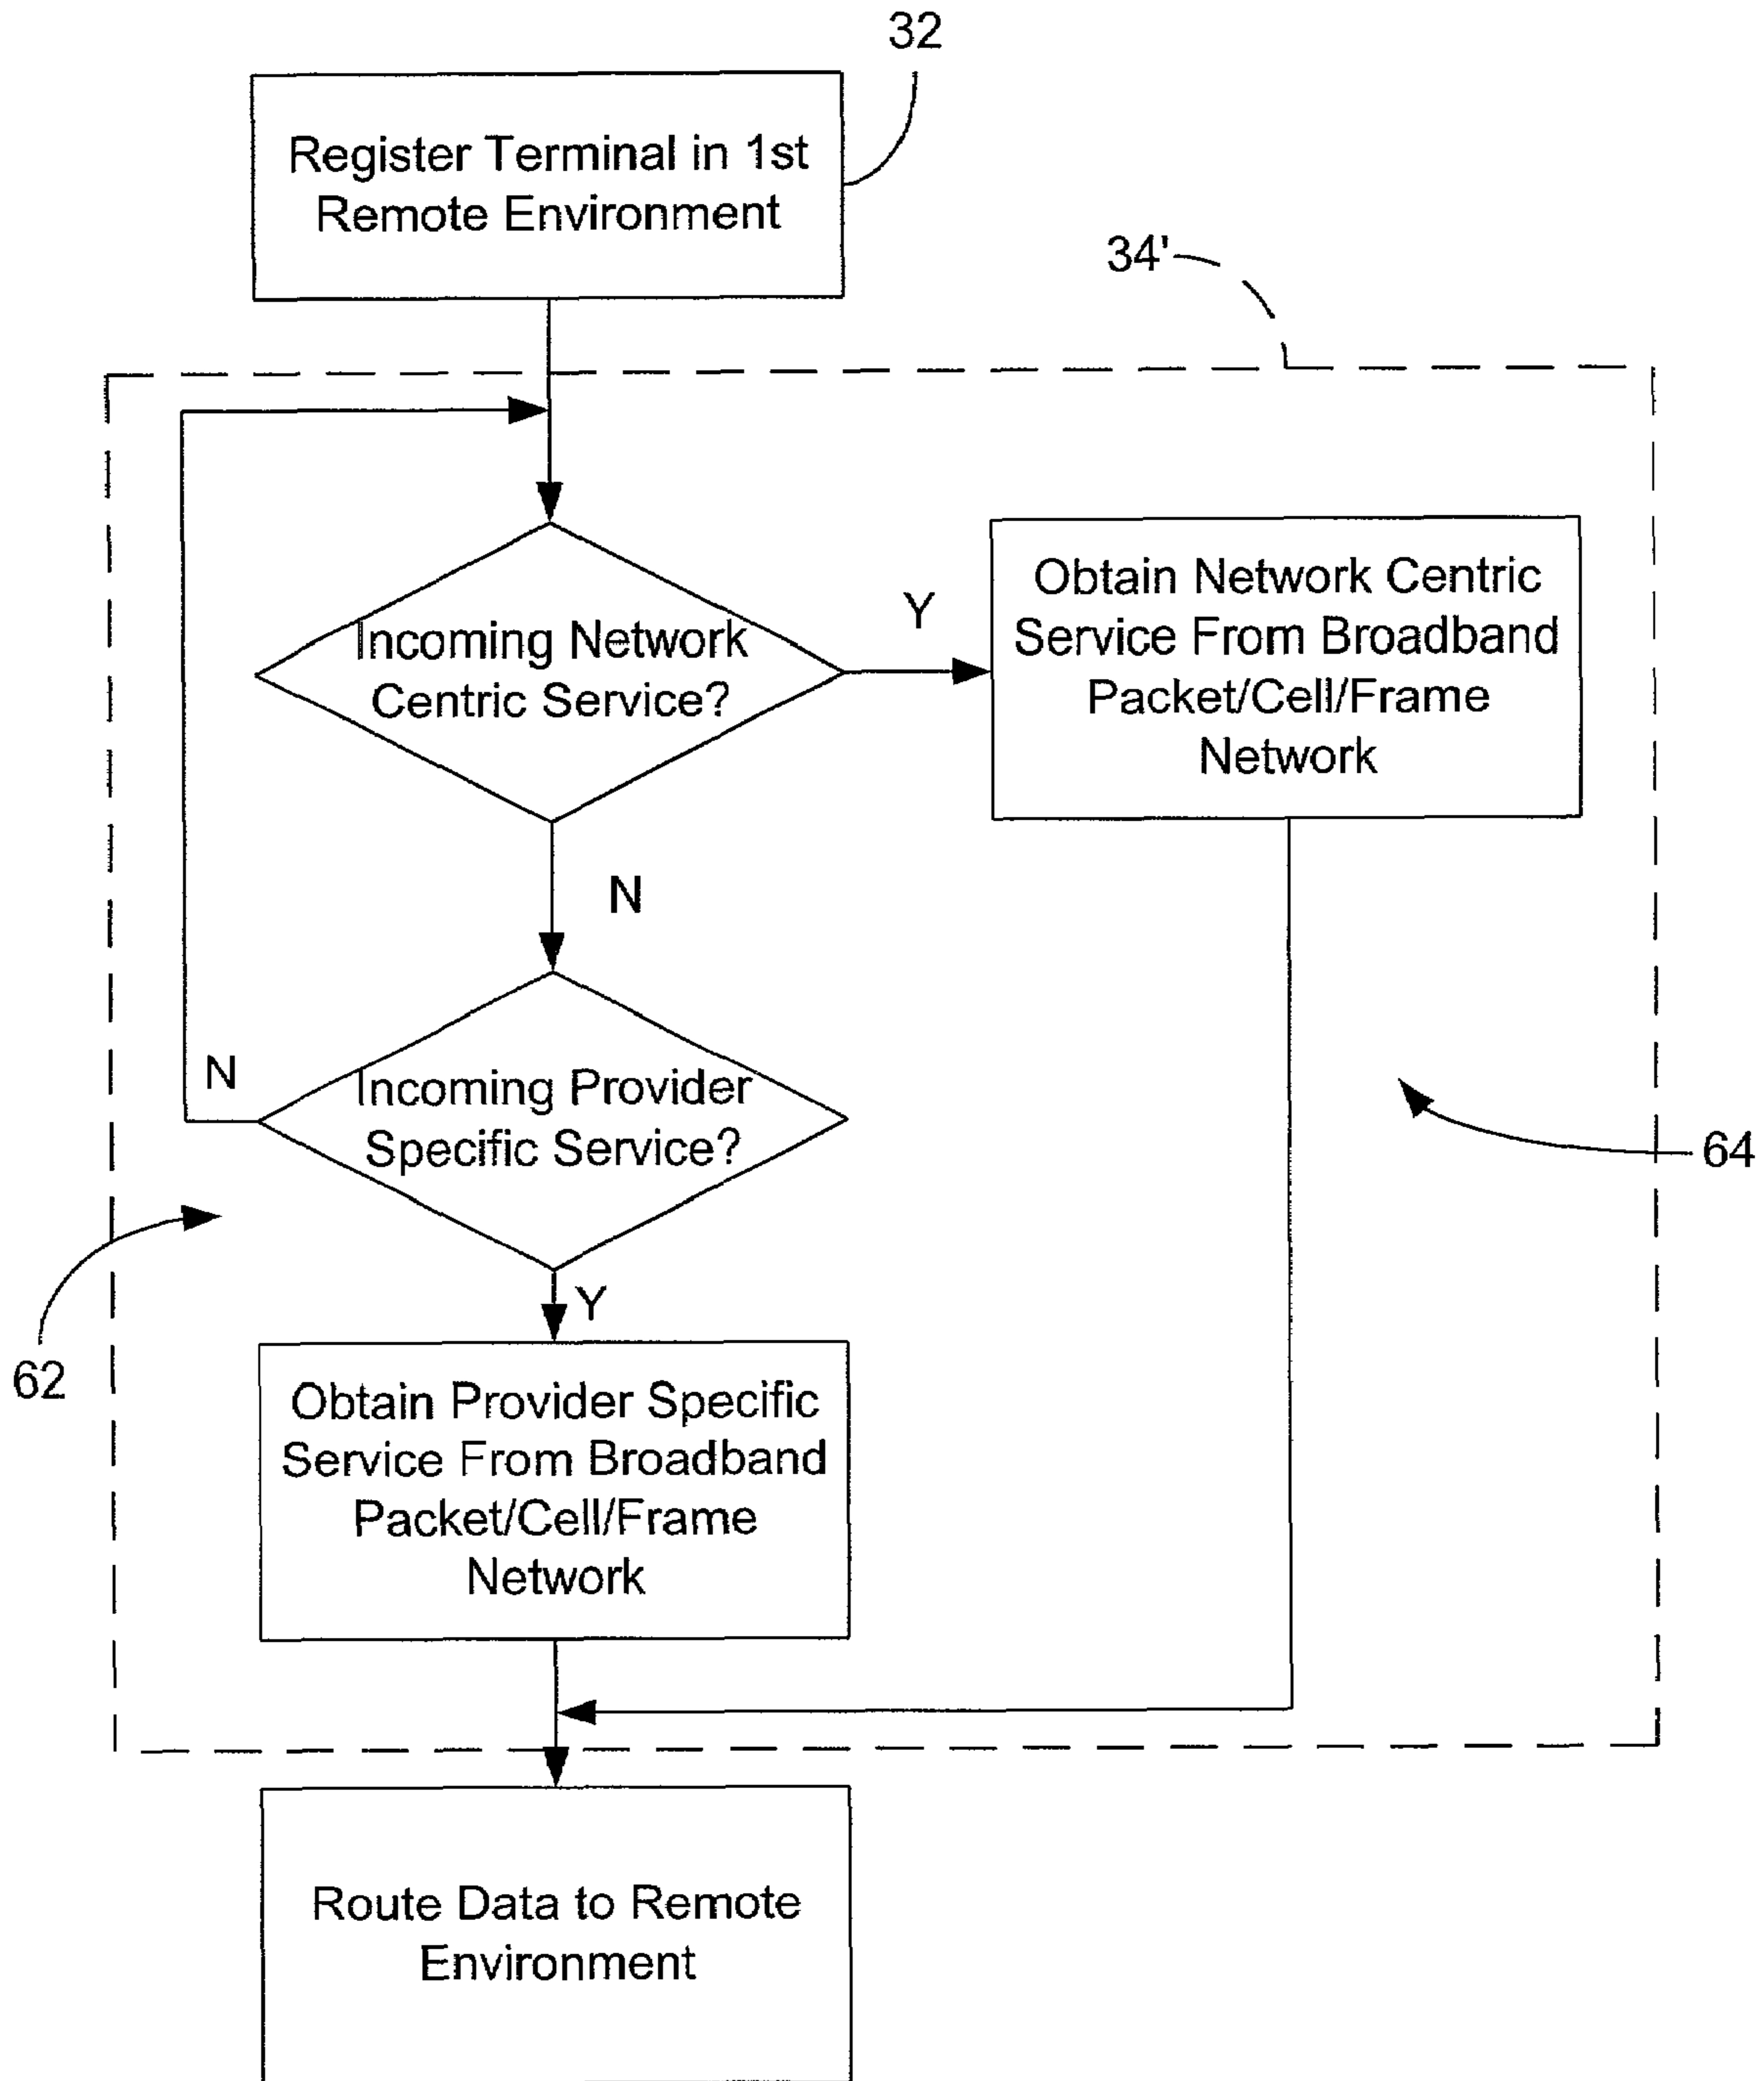 32
Register Terminal in 1st
Remote Environment
34'
Incoming Network
Centric Service?
Y
Obtain Network Centric
Service From Broadband
Packet/Cell/Frame
Network
N
N
Incoming Provider
Specific Service?
64
62
Y
Obtain Provider Specific
Service From Broadband
Packet/Cell/Frame
Network
Route Data to Remote
Environment